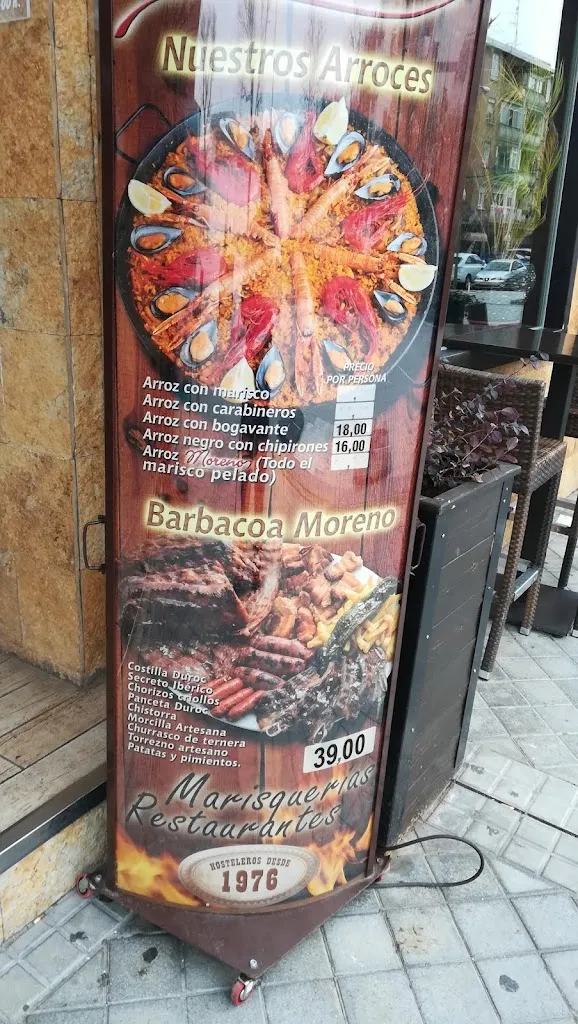 Nuestros Arroces
PRECIO
POR PERSONA
Arroz con marisco
Arroz con carabineros
Arroz con bogavante 18,00
Arroz negro con chipirones 16,00
Arroz Moreno (Todo el
marisco pelado)
Barbacoa Moreno
Costilla Duroc
Secreto Ibérico
Chorizos criollos
Panceta Duroc
Chistorra
Morcilla Artesana
Churrasco de ternera
Torrezno artesano
Patatas y pimientos.
39,00
Marisquerias
Restaurantes
HOSTELEROS DESDE
1976